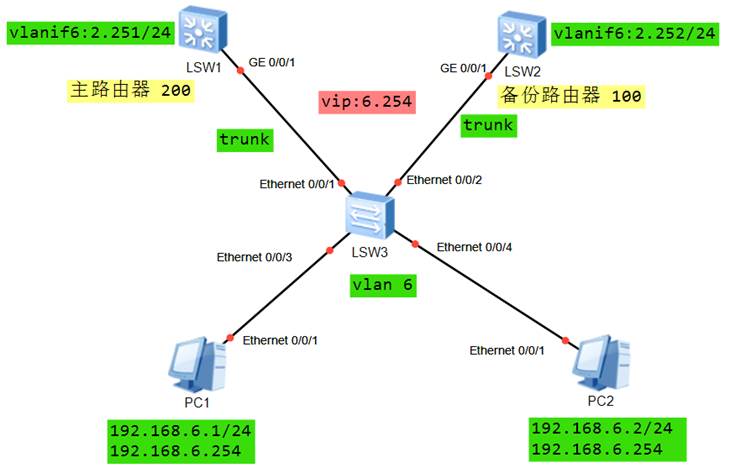 vlanif6:2.251/24
vlanif6:2.252/24
LSW1
LSW2
GE 0/0/1
GE 0/0/1
主路由器 200
备份路由器 100
vip:6.254
trunk
trunk
Ethernet 0/0/1
Ethernet 0/0/2
LSW3
Ethernet 0/0/3
Ethernet 0/0/4
vlan 6
Ethernet 0/0/1
Ethernet 0/0/1
PC1
PC2
192.168.6.1/24
192.168.6.254
192.168.6.2/24
192.168.6.254